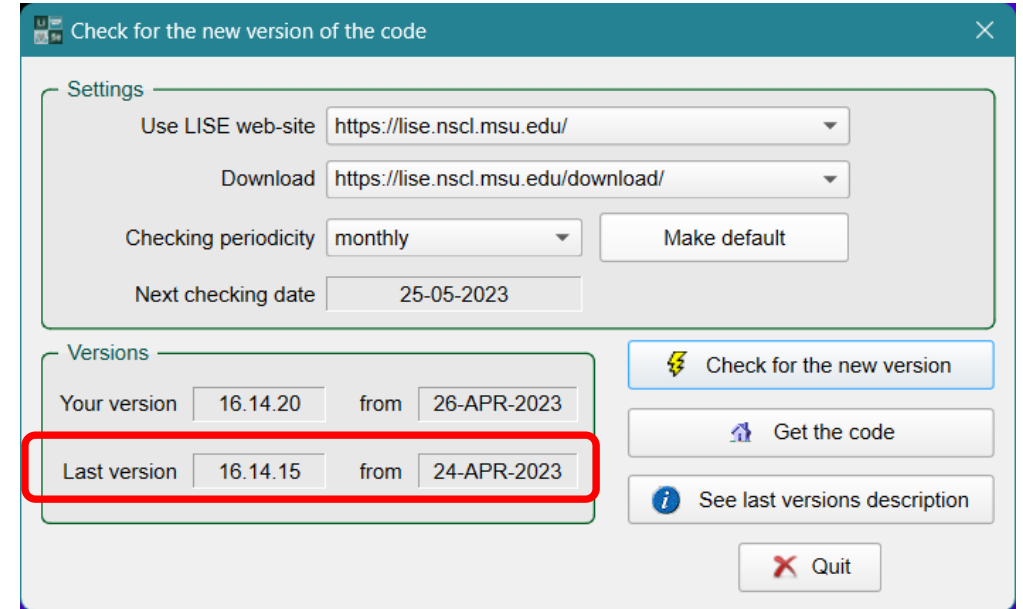 Check for the new version of the code
Settings
Use LISE web-site https://lise.nscl.msu.edu/
Download https://lise.nscl.msu.edu/download/
Checking periodicity monthly Make default
Next checking date 25-05-2023
Versions
Your version 16.14.20 from 26-APR-2023
Last version 16.14.15 from 24-APR-2023
Check for the new version
Get the code
See last versions description
Quit